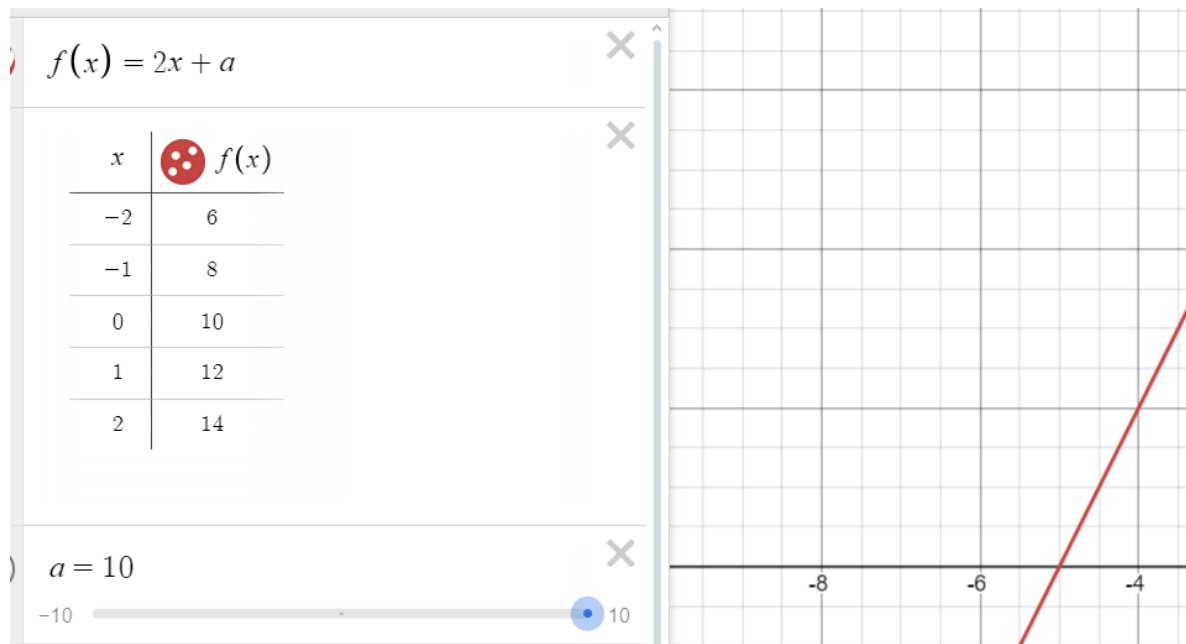 f(x) = 2x + a
x f(x)
−2 6
−1 8
0 10
1 12
2 14
a = 10
−10 10
-8 -6 -4